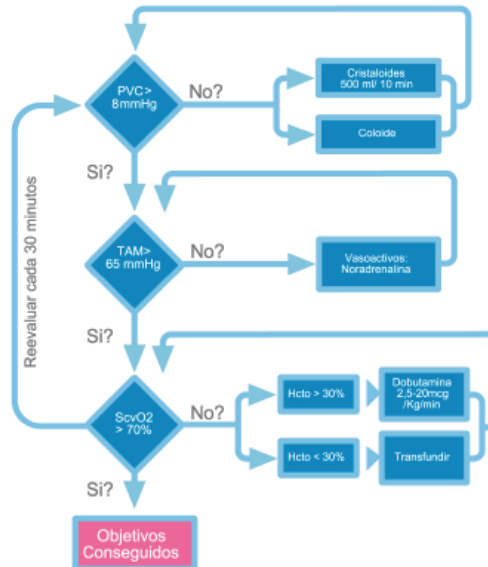 PVC>
8mmHg
No?
Cristaloides
500 ml/ 10 min
Coloide
Si?
Reevaluar cada 30 minutos
TAM>
65 mmHg
No?
Vasoactivos:
Noradrenalina
Si?
ScvO2
> 70%
No?
Hcto > 30%
Dobutamina
2,5-20mcg
/Kg/min
Hcto < 30%
Transfundir
Si?
Objetivos
Conseguidos